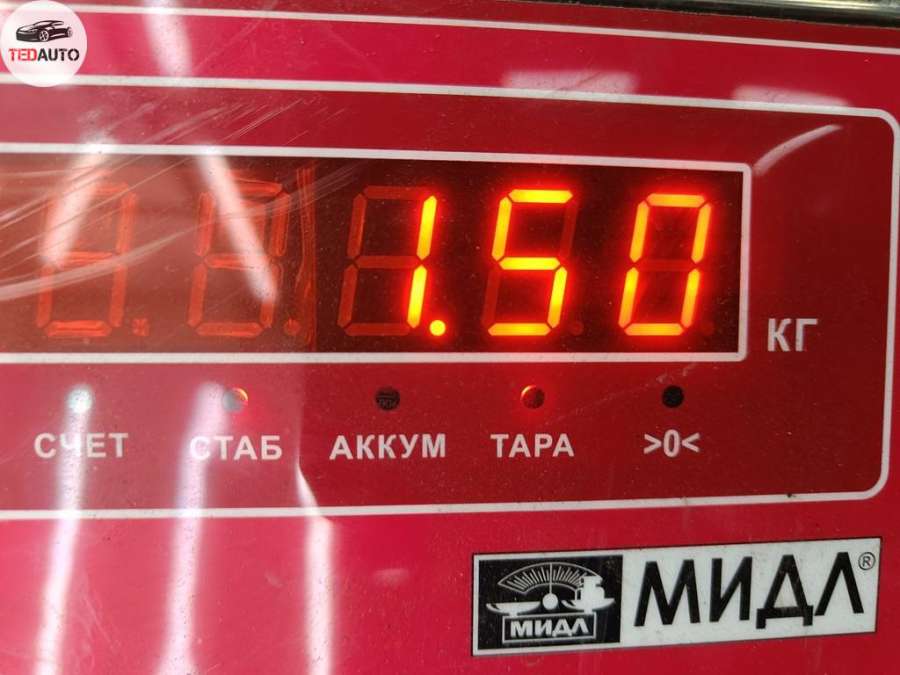 TEDAUTO
1.50
КГ
СЧЕТ СТАБ АККУМ ТАРА >0<
МИДЛ МИДЛ®